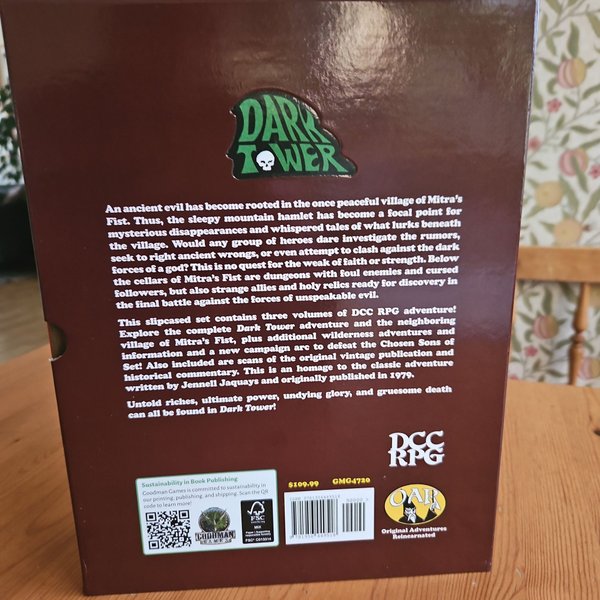 DARK
TOWER
An ancient evil has become rooted in the once peaceful village of Mitra's
Fist. Thus, the sleepy mountain hamlet has become a focal point for
mysterious disappearances and whispered tales of what lurks beneath
the village. Would any group of heroes dare investigate the rumors,
seek to right ancient wrongs, or even attempt to clash against the dark
forces of a god? This is no quest for the weak of faith or strength. Below
the cellars of Mitra's Fist are dungeons with foul enemies and cursed
followers, but also strange allies and holy relics ready for discovery in
the final battle against the forces of unspeakable evil.
This slipcased set contains three volumes of DCC RPG adventure!
Explore the complete Dark Tower adventure and the neighboring
village of Mitra's Fist, plus additional wilderness adventures and
information and a new campaign arc to defeat the Chosen Sons of
Set! Also included are scans of the original vintage publication and
historical commentary. This is an homage to the classic adventure
written by Jennell Jaquays and originally published in 1979.
Untold riches, ultimate power, undying glory, and gruesome death
can all be found in Dark Tower!
DCC
RPG
Sustainability in Book Publishing
Goodman Games is committed to sustainability in
our printing, publishing, and shipping. Scan the QR
code to learn more!
GOODMAN
GAMES
FSC
MIX
$109.99 GMG4720
OAR
Original Adventures
Reincarnated